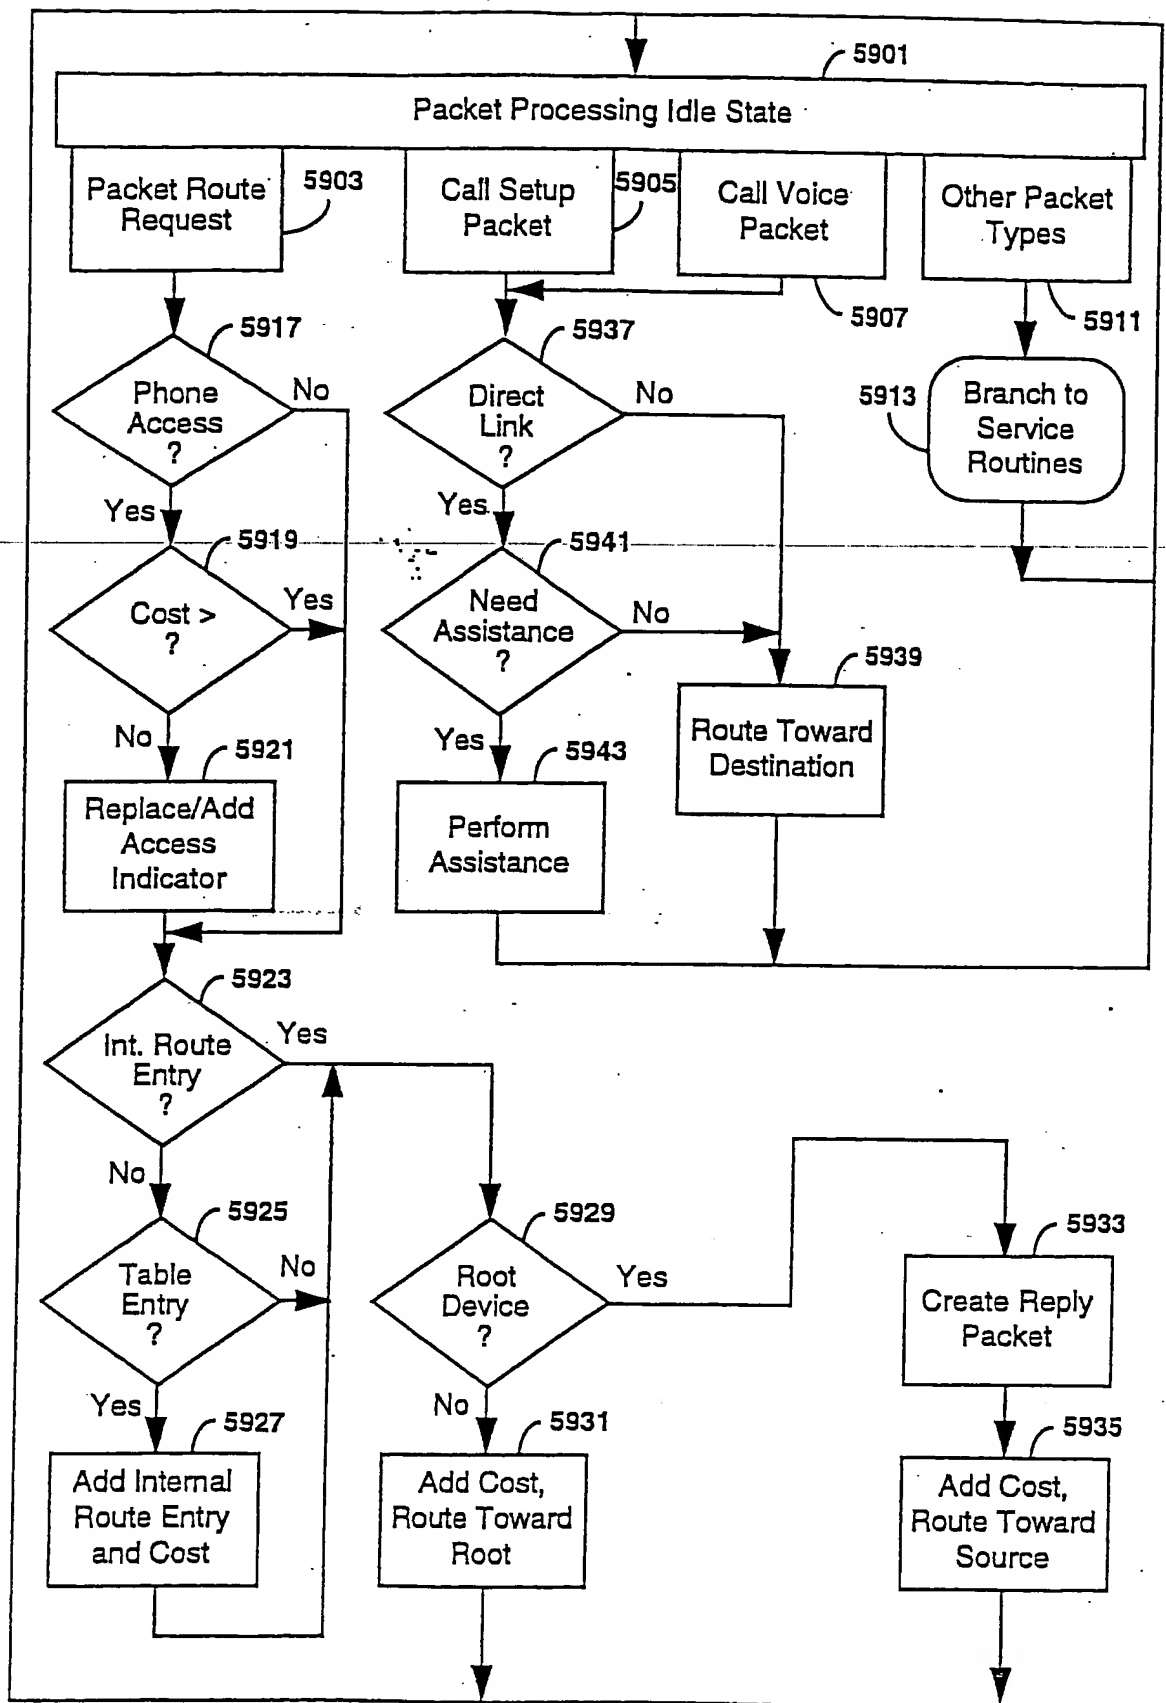 5901
Packet Processing Idle State
Packet Route
Request
5903
Call Setup
Packet
5905
Call Voice
Packet
5907
Other Packet
Types
5911
5917
Phone
Access
?
No
Yes
5937
Direct
Link
?
No
Yes
5913
Branch to
Service
Routines
5919
Cost >
?
Yes
No
5941
Need
Assistance
?
No
Yes
5939
Route Toward
Destination
5921
Replace/Add
Access
Indicator
5943
Perform
Assistance
5923
Int. Route
Entry
?
Yes
No
5925
Table
Entry
?
No
Yes
5929
Root
Device
?
Yes
No
5933
Create Reply
Packet
5927
Add Internal
Route Entry
and Cost
5931
Add Cost,
Route Toward
Root
5935
Add Cost,
Route Toward
Source